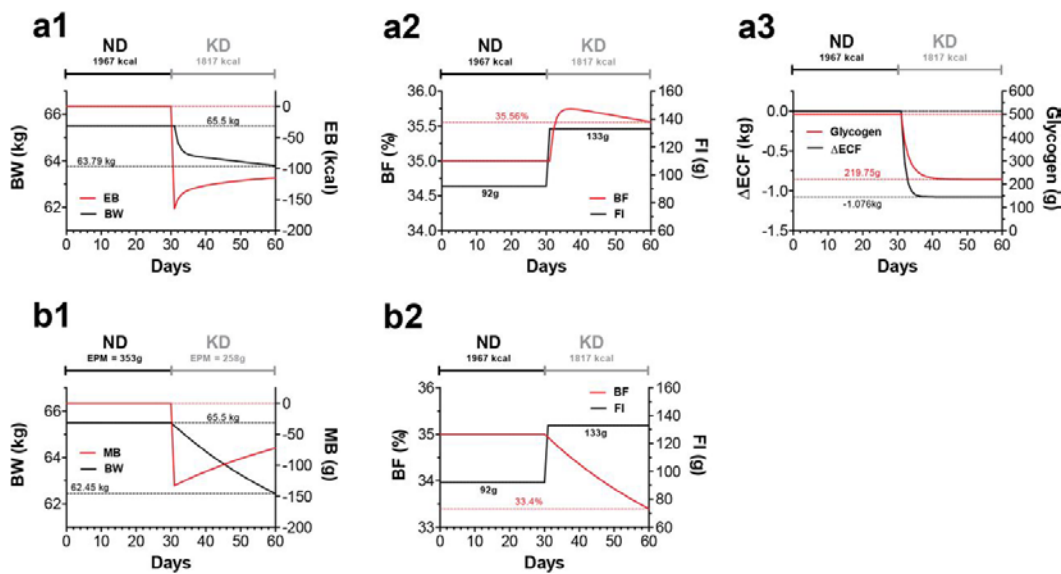 a1
ND
KD
1967 kcal
1817 kcal
66
64
62
BW (kg)
0
-50
-100
-150
-200
EB (kcal)
65.5 kg
63.79 kg
EB
BW
0 10 20 30 40 50 60
Days
a2
ND
KD
1967 kcal
1817 kcal
36.0
35.5
35.0
34.5
34.0
BF (%)
160
140
120
100
80
60
FI (g)
35.56%
133g
92g
BF
FI
0 10 20 30 40 50 60
Days
a3
ND
KD
1967 kcal
1817 kcal
0.0
-0.5
-1.0
-1.5
ΔECF (kg)
600
500
400
300
200
100
0
Glycogen (g)
Glycogen
ΔECF
219.75g
-1.076kg
0 10 20 30 40 50 60
Days
b1
ND
KD
EPM = 353g
EPM = 258g
66
64
62
BW (kg)
0
-50
-100
-150
-200
MB (g)
65.5 kg
MB
BW
62.45 kg
0 10 20 30 40 50 60
Days
b2
ND
KD
1967 kcal
1817 kcal
36
35
34
33
BF (%)
160
140
120
100
80
60
FI (g)
BF
FI
133g
92g
33.4%
0 10 20 30 40 50 60
Days